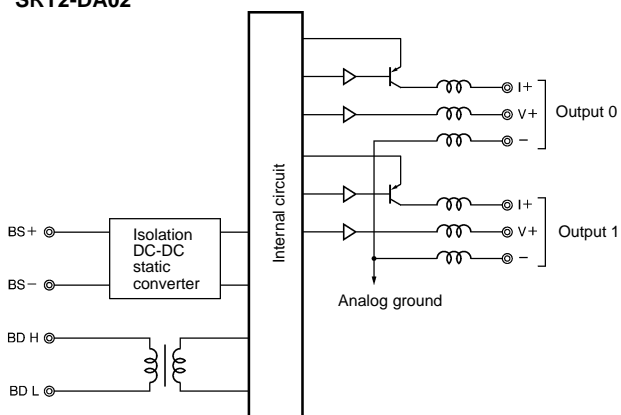 SRT2-DA02
I+
V+
Output 0
−
Internal circuit
I+
BS+
Isolation
DC-DC
static
converter
V+
Output 1
−
BS−
Analog ground
BD H
BD L